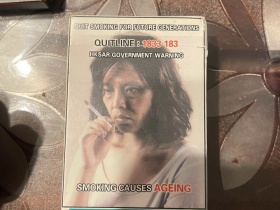 QUIT SMOKING FOR FUTURE GENERATIONS
QUITLINE: 1833 183
HKSAR GOVERNMENT WARNING
SMOKING CAUSES AGEING